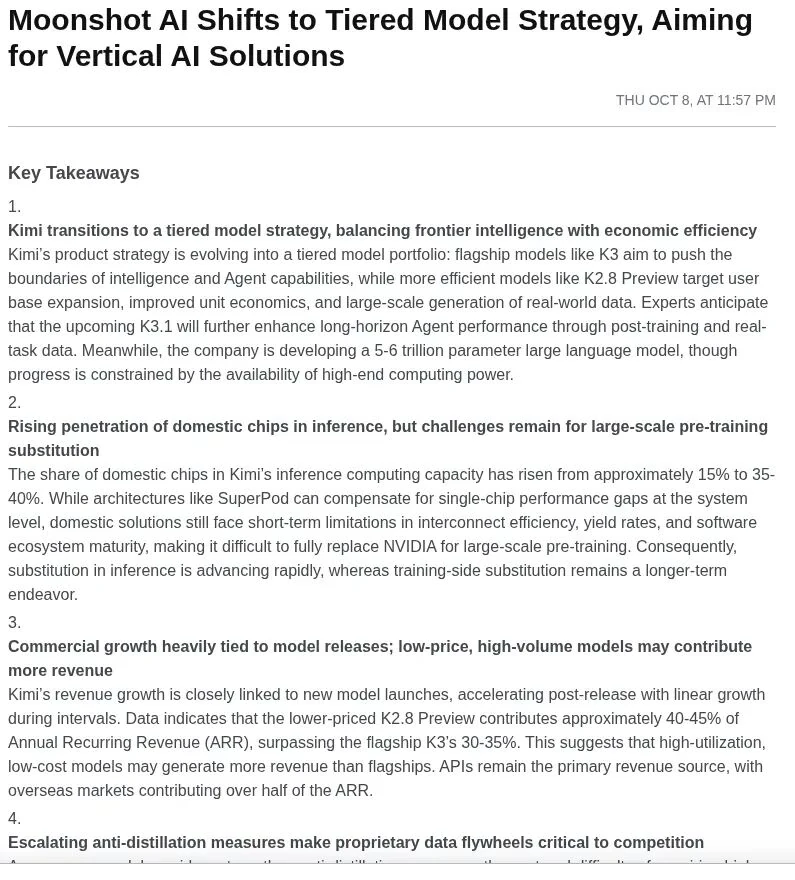 Moonshot AI Shifts to Tiered Model Strategy, Aiming
for Vertical AI Solutions
THU OCT 8, AT 11:57 PM
Key Takeaways
1.
Kimi transitions to a tiered model strategy, balancing frontier intelligence with economic efficiency
Kimi's product strategy is evolving into a tiered model portfolio: flagship models like K3 aim to push the
boundaries of intelligence and Agent capabilities, while more efficient models like K2.8 Preview target user
base expansion, improved unit economics, and large-scale generation of real-world data. Experts anticipate
that the upcoming K3.1 will further enhance long-horizon Agent performance through post-training and real-
task data. Meanwhile, the company is developing a 5-6 trillion parameter large language model, though
progress is constrained by the availability of high-end computing power.
2.
Rising penetration of domestic chips in inference, but challenges remain for large-scale pre-training
substitution
The share of domestic chips in Kimi's inference computing capacity has risen from approximately 15% to 35-
40%. While architectures like SuperPod can compensate for single-chip performance gaps at the system
level, domestic solutions still face short-term limitations in interconnect efficiency, yield rates, and software
ecosystem maturity, making it difficult to fully replace NVIDIA for large-scale pre-training. Consequently,
substitution in inference is advancing rapidly, whereas training-side substitution remains a longer-term
endeavor.
3.
Commercial growth heavily tied to model releases; low-price, high-volume models may contribute
more revenue
Kimi's revenue growth is closely linked to new model launches, accelerating post-release with linear growth
during intervals. Data indicates that the lower-priced K2.8 Preview contributes approximately 40-45% of
Annual Recurring Revenue (ARR), surpassing the flagship K3's 30-35%. This suggests that high-utilization,
low-cost models may generate more revenue than flagships. APIs remain the primary revenue source, with
overseas markets contributing over half of the ARR.
4.
Escalating anti-distillation measures make proprietary data flywheels critical to competition